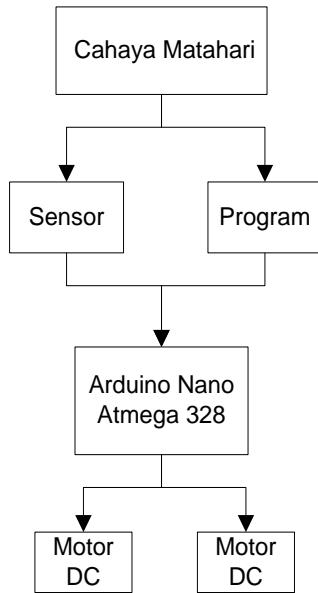 Cahaya Matahari
Sensor
Program
Arduino Nano
Atmega 328
Motor
DC
Motor
DC